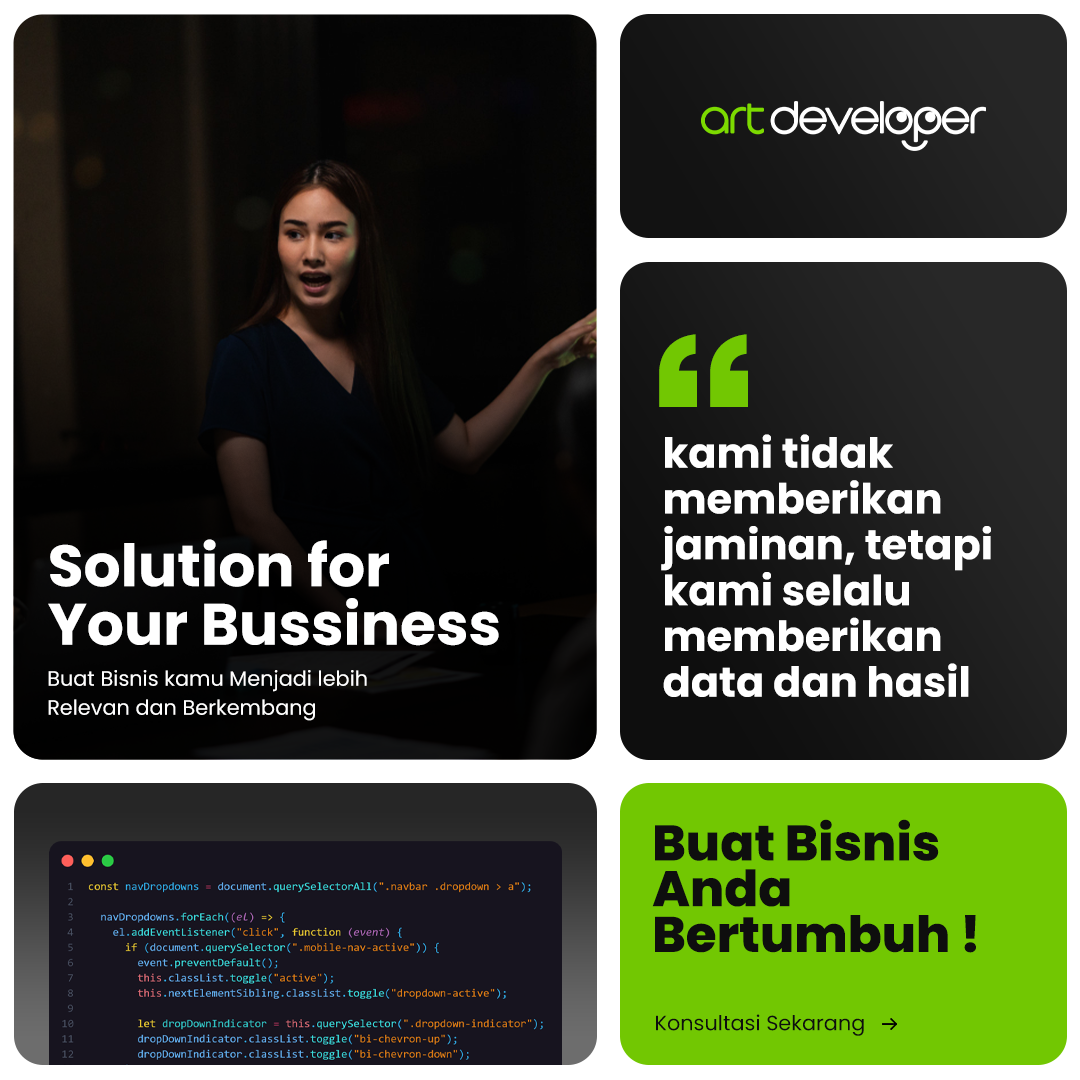 Solution for
Your Bussiness
Buat Bisnis kamu Menjadi lebih
Relevan dan Berkembang
art developer
“
kami tidak
memberikan
jaminan, tetapi
kami selalu
memberikan
data dan hasil
1 const navDropdowns = document.querySelectorAll(".navbar .dropdown > a");
2
3 navDropdowns.forEach((el) => {
4 el.addEventListener("click", function (event) {
5 if (document.querySelector(".mobile-nav-active")) {
6 event.preventDefault();
7 this.classList.toggle("active");
8 this.nextElementSibling.classList.toggle("dropdown-active");
9
10 let dropDownIndicator = this.querySelector(".dropdown-indicator");
11 dropDownIndicator.classList.toggle("bi-chevron-up");
12 dropDownIndicator.classList.toggle("bi-chevron-down");
Buat Bisnis
Anda
Bertumbuh !
Konsultasi Sekarang →